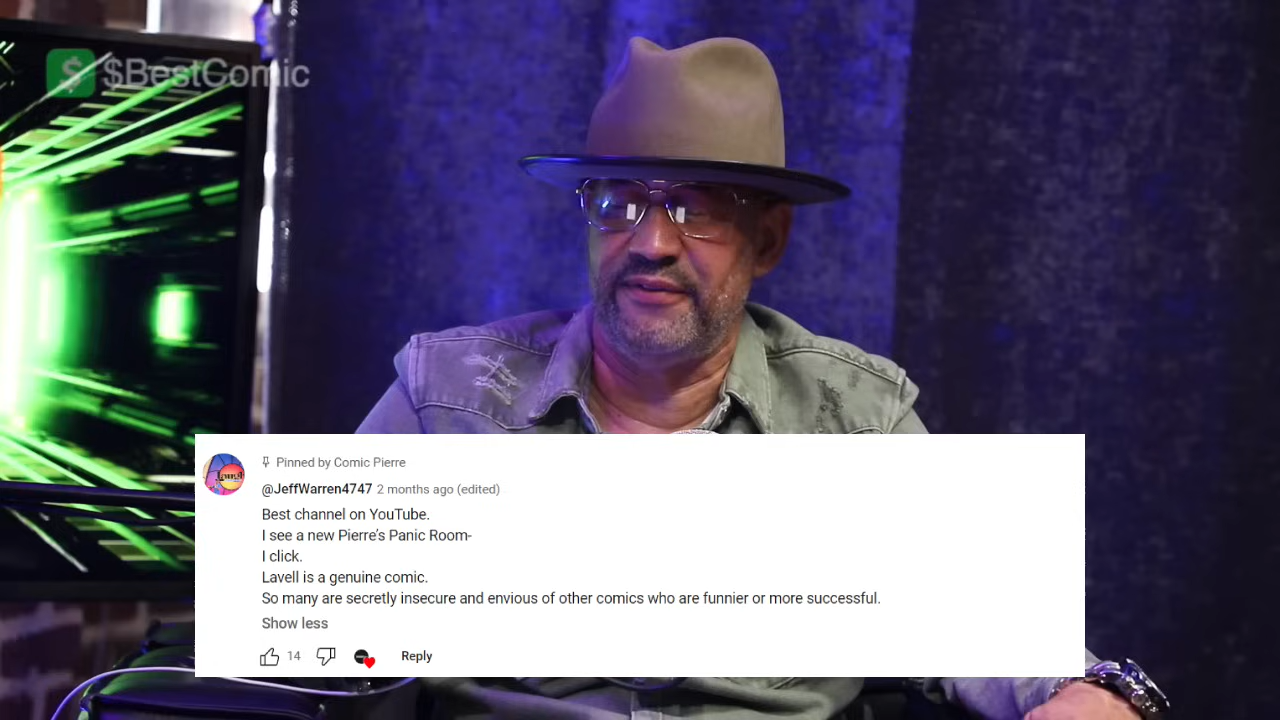 $BestComic
Pinned by Comic Pierre
@JeffWarren4747 2 months ago (edited)
Best channel on YouTube.
I see a new Pierre's Panic Room-
I click.
Lavell is a genuine comic.
So many are secretly insecure and envious of other comics who are funnier or more successful.
Show less
14
Reply